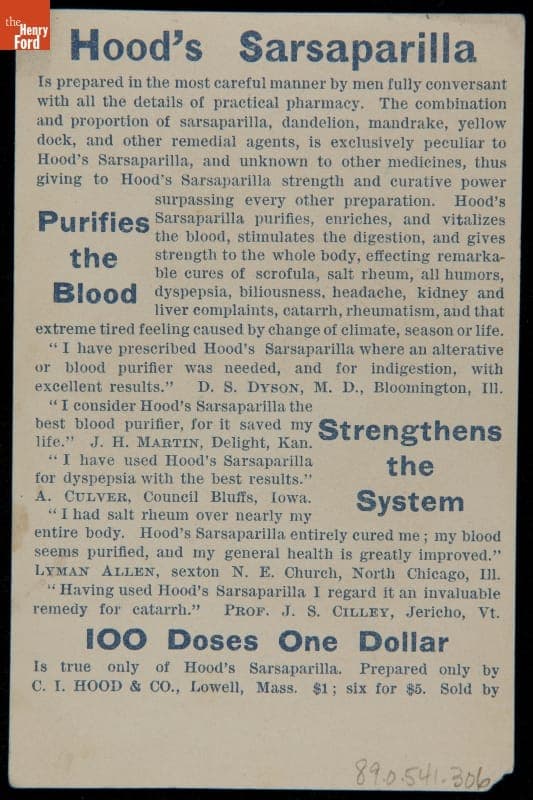 the
Henry
Ford
Hood's Sarsaparilla
Is prepared in the most careful manner by men fully conversant
with all the details of practical pharmacy. The combination
and proportion of sarsaparilla, dandelion, mandrake, yellow
dock, and other remedial agents, is exclusively peculiar to
Hood's Sarsaparilla, and unknown to other medicines, thus
giving to Hood's Sarsaparilla strength and curative power
surpassing every other preparation. Hood's
Sarsaparilla purifies, enriches, and vitalizes
the blood, stimulates the digestion, and gives
strength to the whole body, effecting remarka-
ble cures of scrofula, salt rheum, all humors,
dyspepsia, biliousness, headache, kidney and
liver complaints, catarrh, rheumatism, and that
Purifies
the
Blood
extreme tired feeling caused by change of climate, season or life.
"I have prescribed Hood's Sarsaparilla where an alterative
or blood purifier was needed, and for indigestion, with
excellent results." D. S. DYSON, M. D., Bloomington, Ill.
"I consider Hood's Sarsaparilla the
best blood purifier, for it saved my
life." J. H. MARTIN, Delight, Kan.
"I have used Hood's Sarsaparilla
for dyspepsia with the best results."
A. CULVER, Council Bluffs, Iowa.
"I had salt rheum over nearly my
Strengthens
the
System
entire body. Hood's Sarsaparilla entirely cured me; my blood
seems purified, and my general health is greatly improved."
LYMAN ALLEN, sexton N. E. Church, North Chicago, Ill.
"Having used Hood's Sarsaparilla I regard it an invaluable
remedy for catarrh." PROF. J. S. CILLEY, Jericho, Vt.
100 Doses One Dollar
Is true only of Hood's Sarsaparilla. Prepared only by
C. I. HOOD & CO., Lowell, Mass. $1; six for $5. Sold by
89.0.541.306